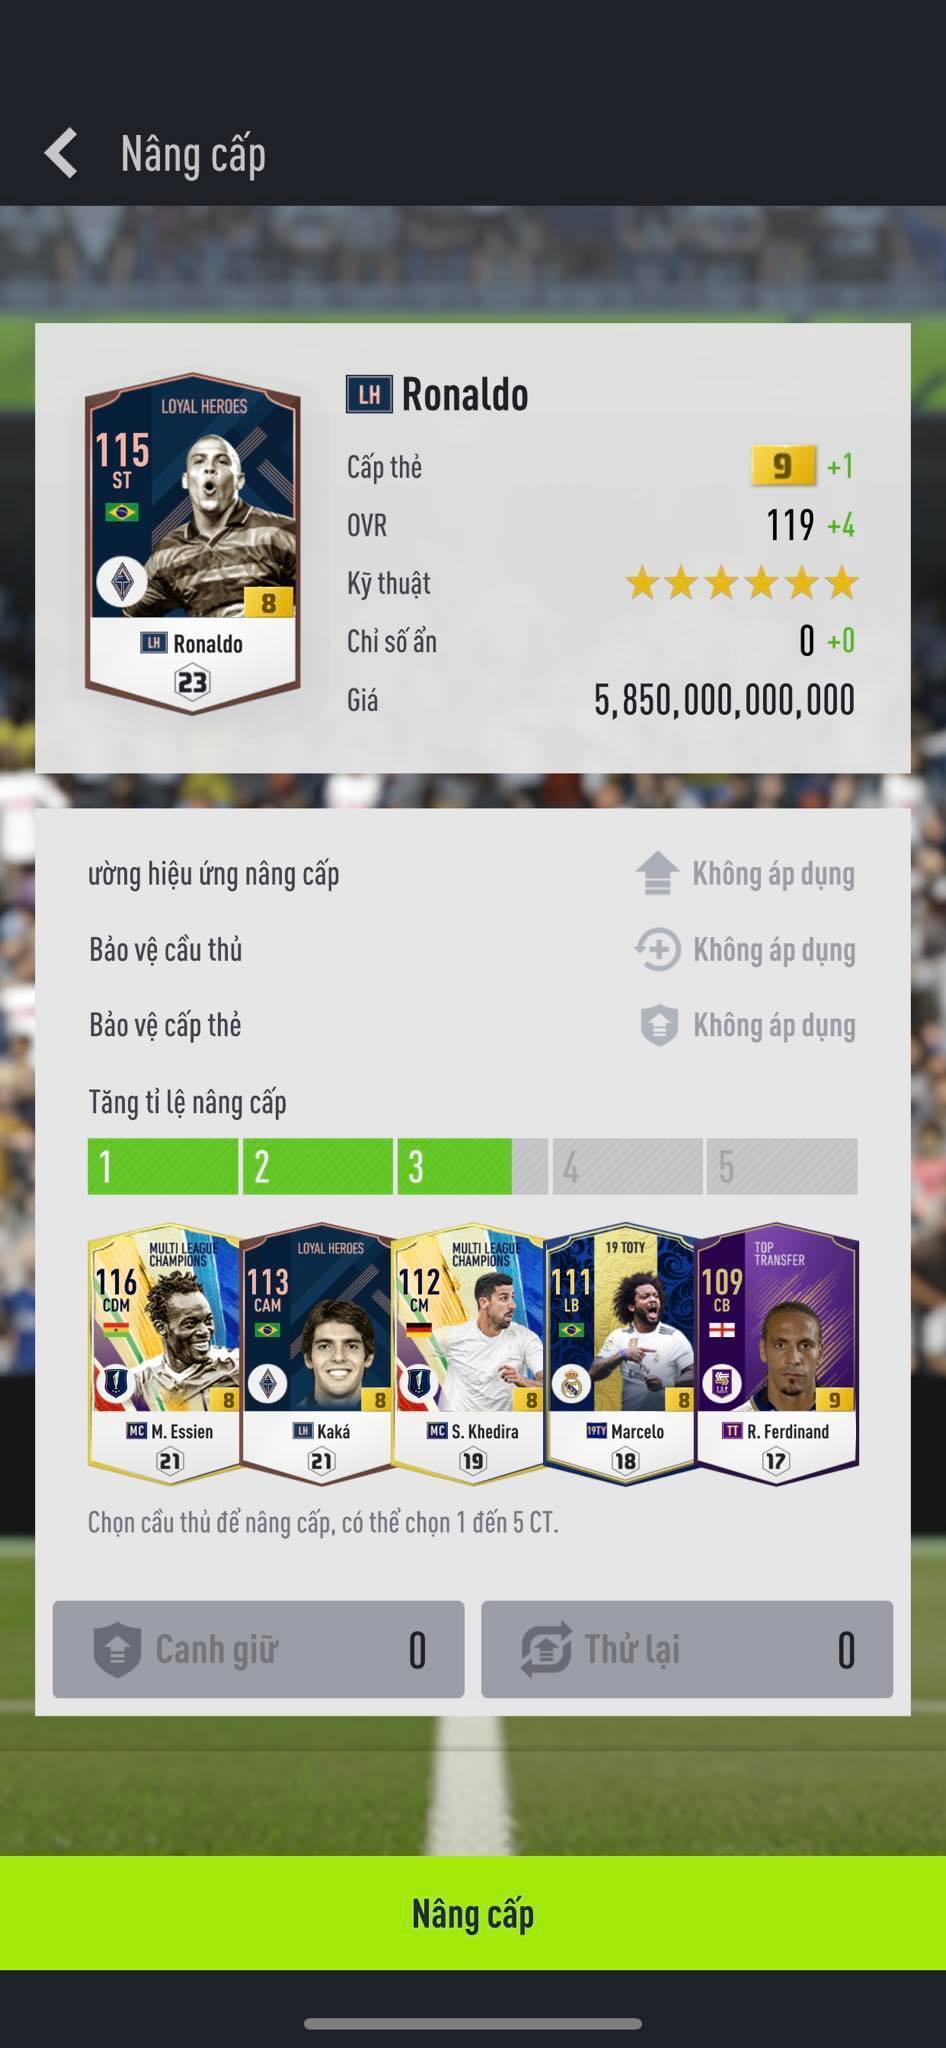 Nâng cấp
LOYAL HEROES
115
ST
8
LH Ronaldo
23
LH Ronaldo
Cấp thẻ 9 +1
OVR 119 +4
Kỹ thuật
Chỉ số ẩn 0 +0
Giá 5,850,000,000,000
ường hiệu ứng nâng cấp Không áp dụng
Bảo vệ cầu thủ Không áp dụng
Bảo vệ cấp thẻ Không áp dụng
Tăng tỉ lệ nâng cấp
1 2 3 4 5
MULTI LEAGUE
CHAMPIONS
116
CDM
8
MC M. Essien
21
LOYAL HEROES
113
CAM
8
LH Kaká
21
MULTI LEAGUE
CHAMPIONS
112
CM
8
MC S. Khedira
19
19 TOTY
111
LB
8
19TY Marcelo
18
TOP
TRANSFER
109
CB
9
TT R. Ferdinand
17
Chọn cầu thủ để nâng cấp, có thể chọn 1 đến 5 CT.
Canh giữ 0
Thử lại 0
Nâng cấp